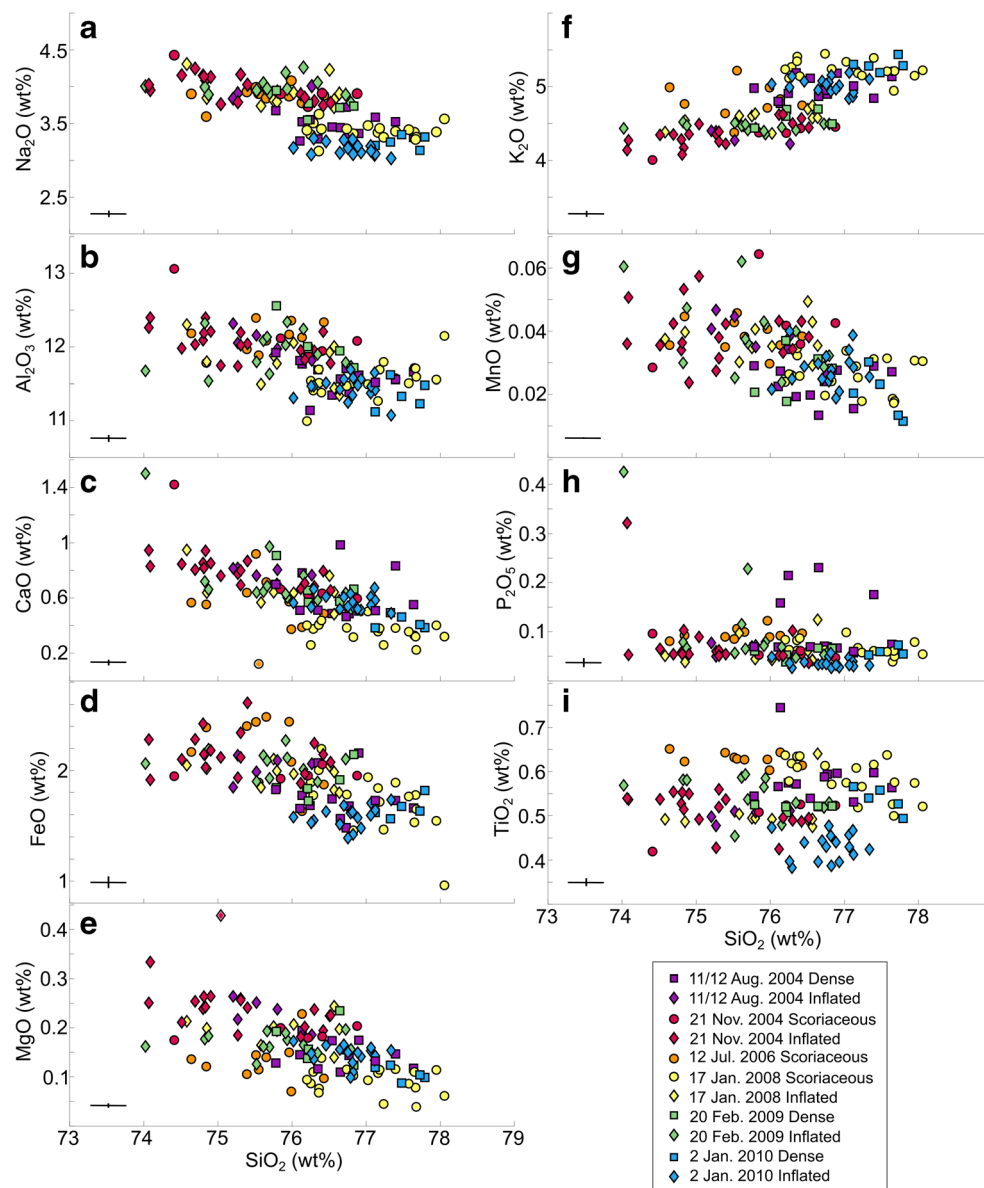 a
4.5
3.5
2.5
Na2O (wt%)
b
13
12
11
Al2O3 (wt%)
c
1.4
1
0.6
0.2
CaO (wt%)
d
2
1
FeO (wt%)
e
0.4
0.3
0.2
0.1
MgO (wt%)
73 74 75 76 77 78 79
SiO2 (wt%)
f
5
4
K2O (wt%)
g
0.06
0.04
0.02
MnO (wt%)
h
0.4
0.3
0.2
0.1
P2O5 (wt%)
i
0.7
0.6
0.5
0.4
TiO2 (wt%)
73 74 75 76 77 78
SiO2 (wt%)
11/12 Aug. 2004 Dense
11/12 Aug. 2004 Inflated
21 Nov. 2004 Scoriaceous
21 Nov. 2004 Inflated
12 Jul. 2006 Scoriaceous
17 Jan. 2008 Scoriaceous
17 Jan. 2008 Inflated
20 Feb. 2009 Dense
20 Feb. 2009 Inflated
2 Jan. 2010 Dense
2 Jan. 2010 Inflated